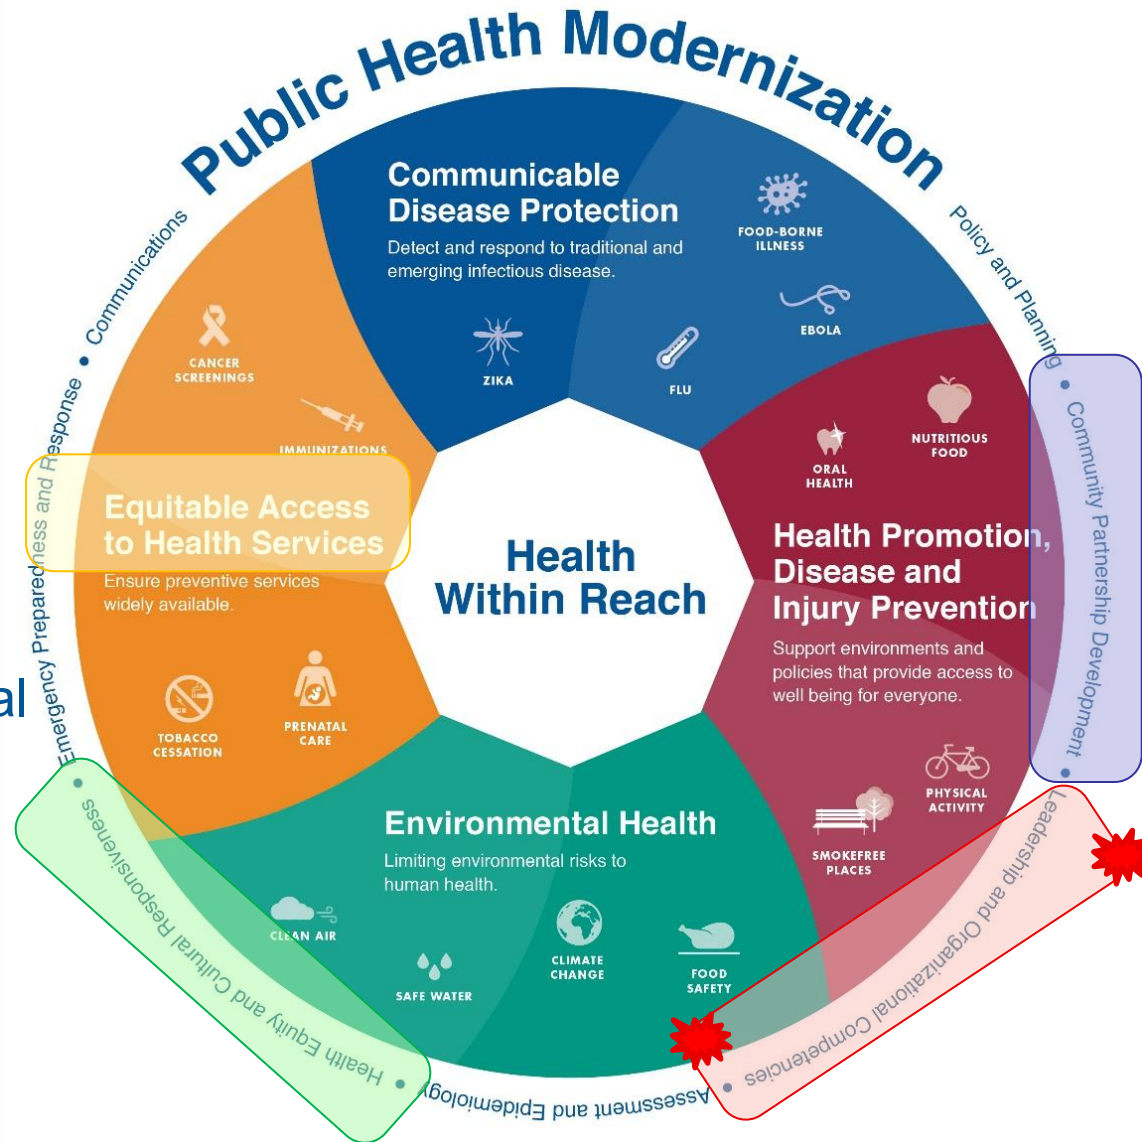 Public Health Modernization
Communicable
Disease Protection
Detect and respond to traditional and
emerging infectious disease.
ZIKA
FLU
FOOD-BORNE
ILLNESS
EBOLA
ORAL
HEALTH
NUTRITIOUS
FOOD
Health Promotion,
Disease and
Injury Prevention
Support environments and
policies that provide access to
well being for everyone.
PHYSICAL
ACTIVITY
SMOKEFREE
PLACES
Environmental Health
Limiting environmental risks to
human health.
CLEAN AIR
SAFE WATER
CLIMATE
CHANGE
FOOD
SAFETY
CANCER
SCREENINGS
IMMUNIZATIONS
Equitable Access
to Health Services
Ensure preventive services
widely available.
TOBACCO
CESSATION
PRENATAL
CARE
Health
Within Reach
Policy and Planning • Community Partnership Development • Leadership and Organizational Competencies • Assessment and Epidemiology • Health Equity and Cultural Responsiveness • Emergency Preparedness and Response • Communications
al